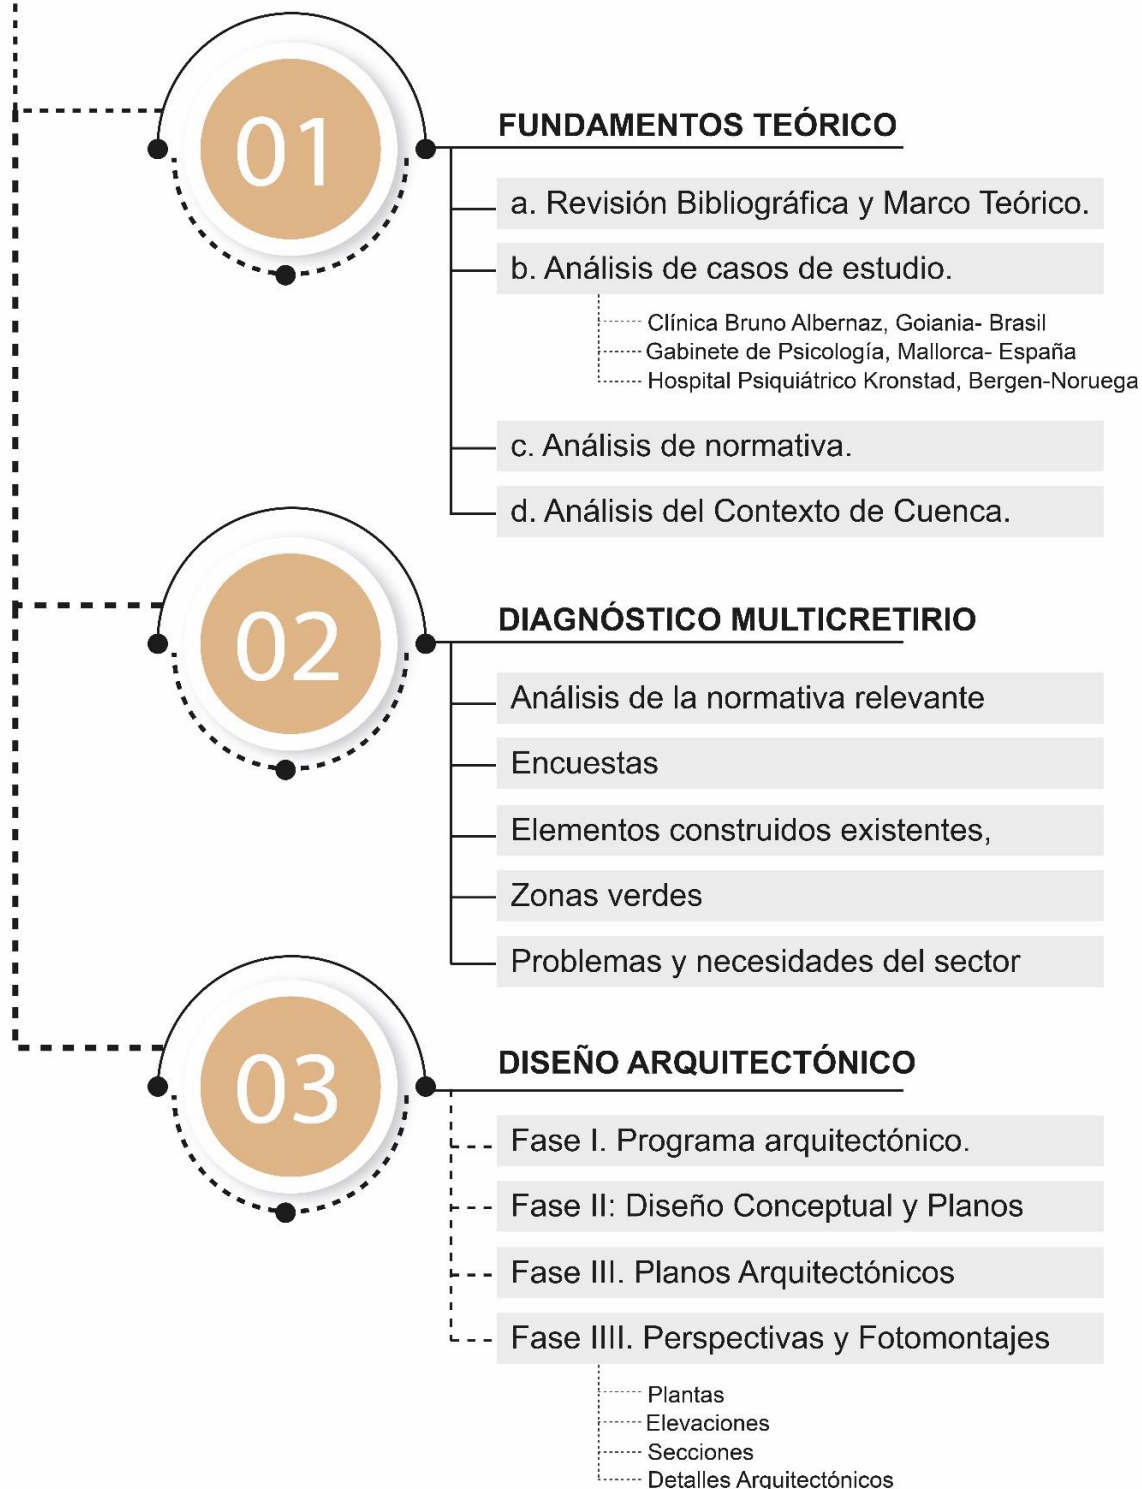 01
FUNDAMENTOS TEÓRICO
a. Revisión Bibliográfica y Marco Teórico.
b. Análisis de casos de estudio.
Clínica Bruno Albernaz, Goiania- Brasil
Gabinete de Psicología, Mallorca- España
Hospital Psiquiátrico Kronstad, Bergen-Noruega
c. Análisis de normativa.
d. Análisis del Contexto de Cuenca.
02
DIAGNÓSTICO MULTICRETIRIO
Análisis de la normativa relevante
Encuestas
Elementos construidos existentes,
Zonas verdes
Problemas y necesidades del sector
03
DISEÑO ARQUITECTÓNICO
Fase I. Programa arquitectónico.
Fase II: Diseño Conceptual y Planos
Fase III. Planos Arquitectónicos
Fase IIII. Perspectivas y Fotomontajes
Plantas
Elevaciones
Secciones
Detalles Arquitectónicos